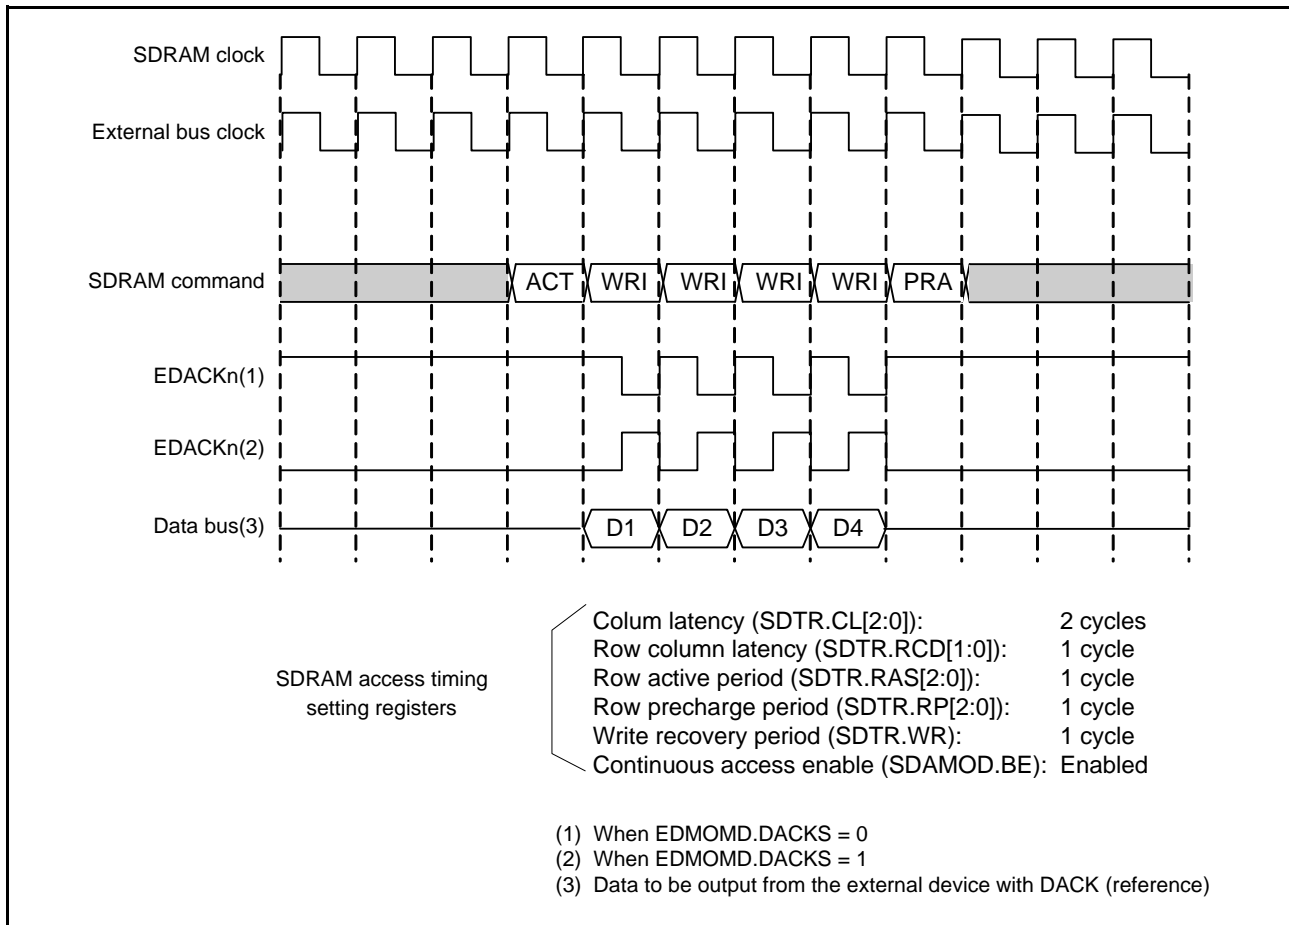 SDRAM clock
External bus clock
SDRAM command
ACT WRI WRI WRI WRI PRA
EDACKn(1)
EDACKn(2)
Data bus(3)
D1 D2 D3 D4
SDRAM access timing
setting registers
Colum latency (SDTR.CL[2:0]): 2 cycles
Row column latency (SDTR.RCD[1:0]): 1 cycle
Row active period (SDTR.RAS[2:0]): 1 cycle
Row precharge period (SDTR.RP[2:0]): 1 cycle
Write recovery period (SDTR.WR): 1 cycle
Continuous access enable (SDAMOD.BE): Enabled
(1) When EDMOMD.DACKS = 0
(2) When EDMOMD.DACKS = 1
(3) Data to be output from the external device with DACK (reference)